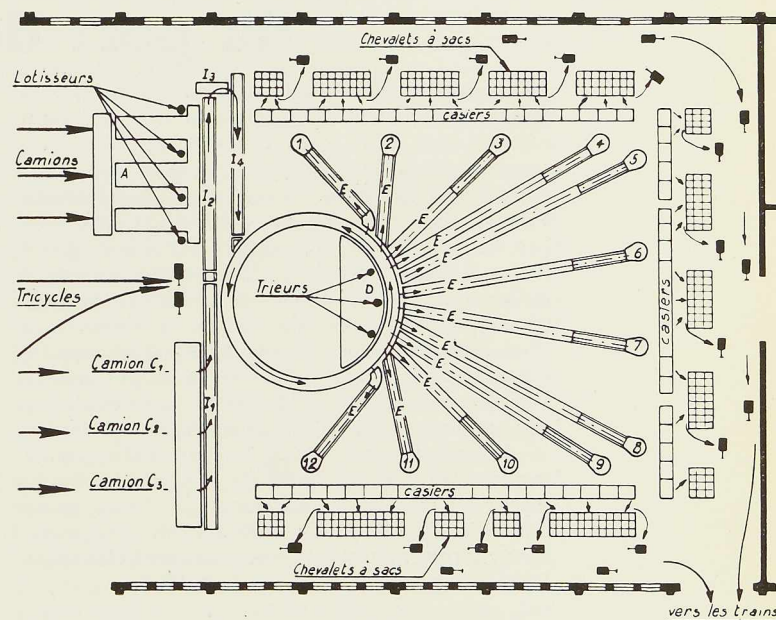 Chevalets à sacs
I3
Lotisseurs
casiers
1
2
3
4
5
I4
Camions
A
I2
E
E
E
E
E
Tricycles
Trieurs
D
E
6
casiers
E
7
Camion C1
I1
E
E
E
E
E
Camion C2
8
Camion C3
12
11
10
9
casiers
Chevalets à sacs
vers les trains